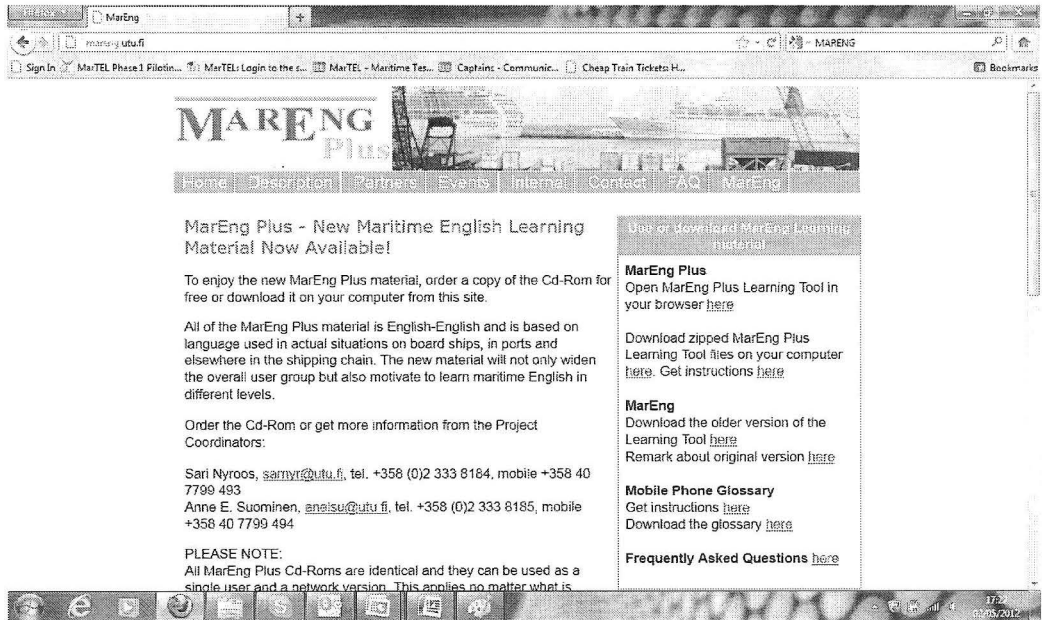 MarEng
mareng.utu.fi
MARENG
Sign In
MarTEL Phase 1 Pilotin...
MarTEL: Login to the s...
MarTEL - Maritime Tes...
Captains - Communic...
Cheap Train Tickets: H...
Bookmarks
MARENG
Plus
Home Description Partners Events Internal Contact FAQ MarEng
MarEng Plus - New Maritime English Learning
Material Now Available!
To enjoy the new MarEng Plus material, order a copy of the Cd-Rom for
free or download it on your computer from this site.
All of the MarEng Plus material is English-English and is based on
language used in actual situations on board ships, in ports and
elsewhere in the shipping chain. The new material will not only widen
the overall user group but also motivate to learn maritime English in
different levels.
Order the Cd-Rom or get more information from the Project
Coordinators:
Sari Nyroos, sarnyr@utu.fi, tel. +358 (0)2 333 8184, mobile +358 40
7799 493
Anne E. Suominen, anelsu@utu.fi, tel. +358 (0)2 333 8185, mobile
+358 40 7799 494
PLEASE NOTE:
All MarEng Plus Cd-Roms are identical and they can be used as a
single user and a network version. This applies no matter what is
Use or download MarEng Learning
material
MarEng Plus
Open MarEng Plus Learning Tool in
your browser here
Download zipped MarEng Plus
Learning Tool files on your computer
here. Get instructions here
MarEng
Download the older version of the
Learning Tool here
Remark about original version here
Mobile Phone Glossary
Get instructions here
Download the glossary here
Frequently Asked Questions here
17:22
02/05/2012